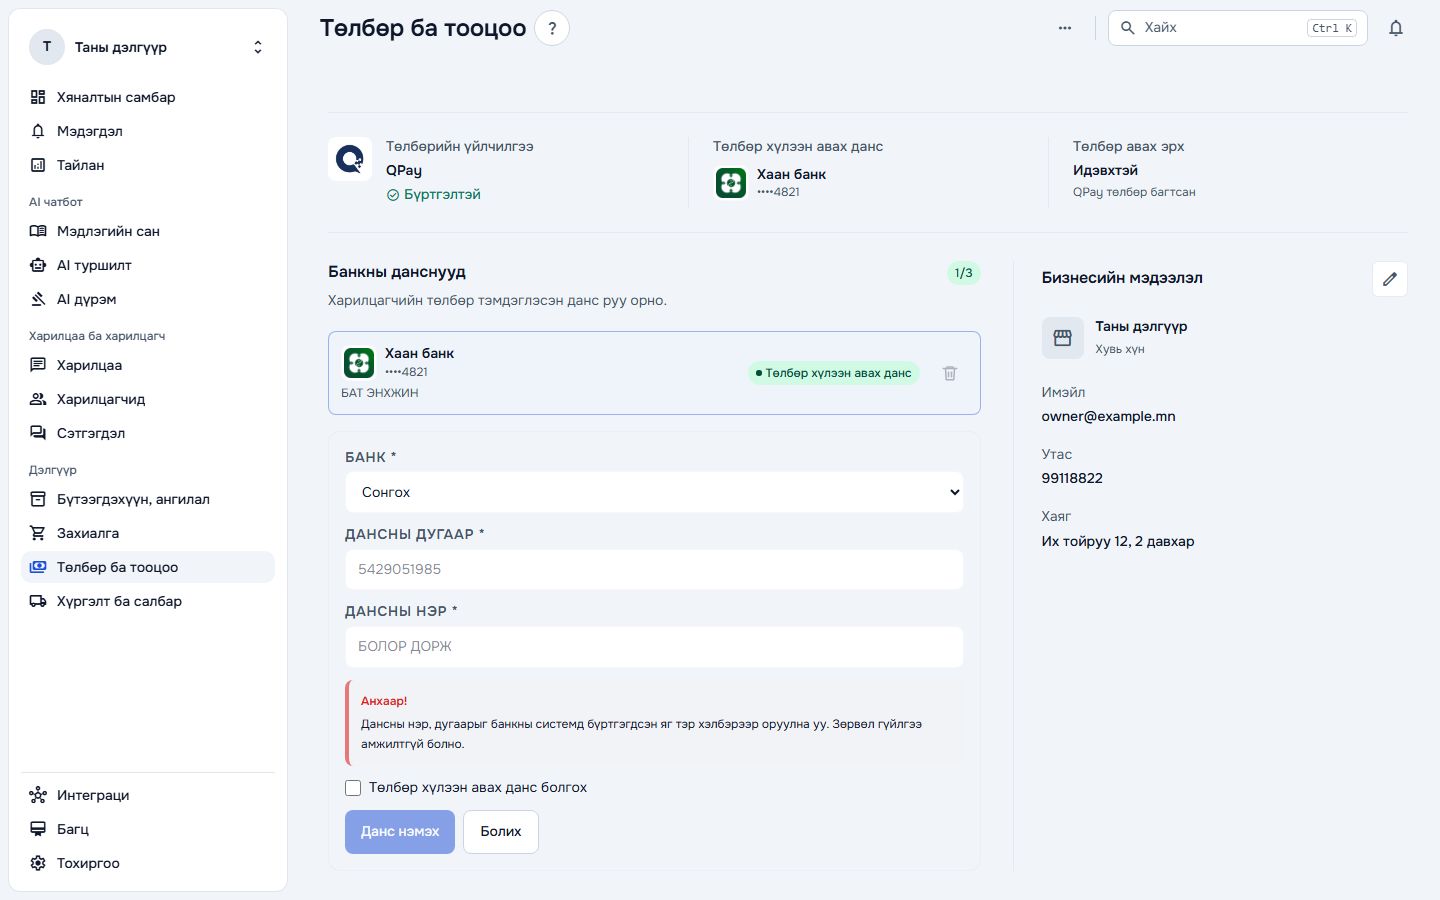 Т
Таны дэлгүүр
Хяналтын самбар
Мэдэгдэл
Тайлан
AI чатбот
Мэдлэгийн сан
AI туршилт
AI дүрэм
Харилцаа ба харилцагч
Харилцаа
Харилцагчид
Сэтгэгдэл
Дэлгүүр
Бүтээгдэхүүн, ангилал
Захиалга
Төлбөр ба тооцоо
Хүргэлт ба салбар
Интеграци
Багц
Тохиргоо
Төлбөр ба тооцоо
?
Хайх
Ctrl K
Төлбөрийн үйлчилгээ
QPay
Бүртгэлтэй
Төлбөр хүлээн авах данс
Хаан банк
••••4821
Төлбөр авах эрх
Идэвхтэй
QPay төлбөр багтсан
Банкны данснууд
1/3
Харилцагчийн төлбөр тэмдэглэсэн данс руу орно.
Хаан банк
••••4821
БАТ ЭНХЖИН
Төлбөр хүлээн авах данс
БАНК *
Сонгох
ДАНСНЫ ДУГААР *
5429051985
ДАНСНЫ НЭР *
БОЛОР ДОРЖ
Анхаар!
Дансны нэр, дугаарыг банкны системд бүртгэгдсэн яг тэр хэлбэрээр оруулна уу. Зөрвөл гүйлгээ
амжилтгүй болно.
Төлбөр хүлээн авах данс болгох
Данс нэмэх
Болих
Бизнесийн мэдээлэл
Таны дэлгүүр
Хувь хүн
Имэйл
owner@example.mn
Утас
99118822
Хаяг
Их тойруу 12, 2 давхар